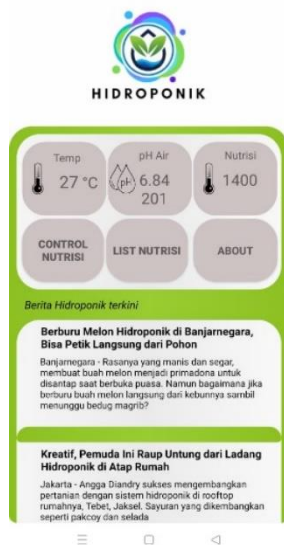 HIDROPONIK
Temp
27 °C
pH Air
pH
6.84
201
Nutrisi
1400
CONTROL
NUTRISI
LIST NUTRISI
ABOUT
Berita Hidroponik terkini
Berburu Melon Hidroponik di Banjarnegara,
Bisa Petik Langsung dari Pohon
Banjarnegara - Rasanya yang manis dan segar,
membuat buah melon menjadi primadona untuk
disantap saat berbuka puasa. Namun bagaimana jika
berburu buah melon langsung dari kebunnya sambil
menunggu bedug magrib?
Kreatif, Pemuda Ini Raup Untung dari Ladang
Hidroponik di Atap Rumah
Jakarta - Angga Diandry sukses mengembangkan
pertanian dengan sistem hidroponik di rooftop
rumahnya, Tebet, Jaksel. Sayuran yang dikembangkan
seperti pakcoy dan selada